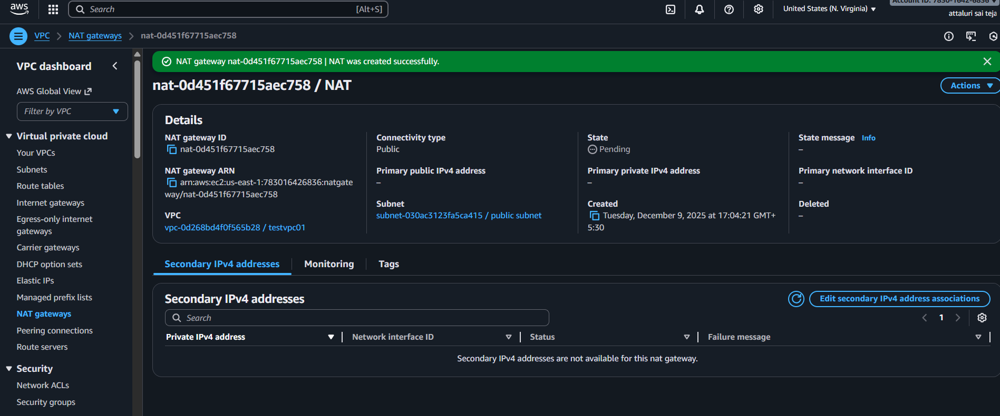 aws
Search [Alt+S]
United States (N. Virginia)
Account ID: 7830-1642-6836
attaluri sai teja
VPC
NAT gateways
nat-0d451f67715aec758
VPC dashboard
AWS Global View
Filter by VPC
Virtual private cloud
Your VPCs
Subnets
Route tables
Internet gateways
Egress-only internet
gateways
Carrier gateways
DHCP option sets
Elastic IPs
Managed prefix lists
NAT gateways
Peering connections
Route servers
Security
Network ACLs
Security groups
NAT gateway nat-0d451f67715aec758 | NAT was created successfully.
nat-0d451f67715aec758 / NAT
Actions
Details
NAT gateway ID
nat-0d451f67715aec758
NAT gateway ARN
arn:aws:ec2:us-east-1:783016426836:natgate
way/nat-0d451f67715aec758
VPC
vpc-0d268bd4f0f565b28 / testvpc01
Connectivity type
Public
Primary public IPv4 address
–
Subnet
subnet-030ac3123fa5ca415 / public subnet
State
Pending
Primary private IPv4 address
–
Created
Tuesday, December 9, 2025 at 17:04:21 GMT+
5:30
State message Info
–
Primary network interface ID
–
Deleted
–
Secondary IPv4 addresses
Monitoring
Tags
Secondary IPv4 addresses
Edit secondary IPv4 address associations
Search
1
Private IPv4 address
Network interface ID
Status
Failure message
Secondary IPv4 addresses are not available for this nat gateway.